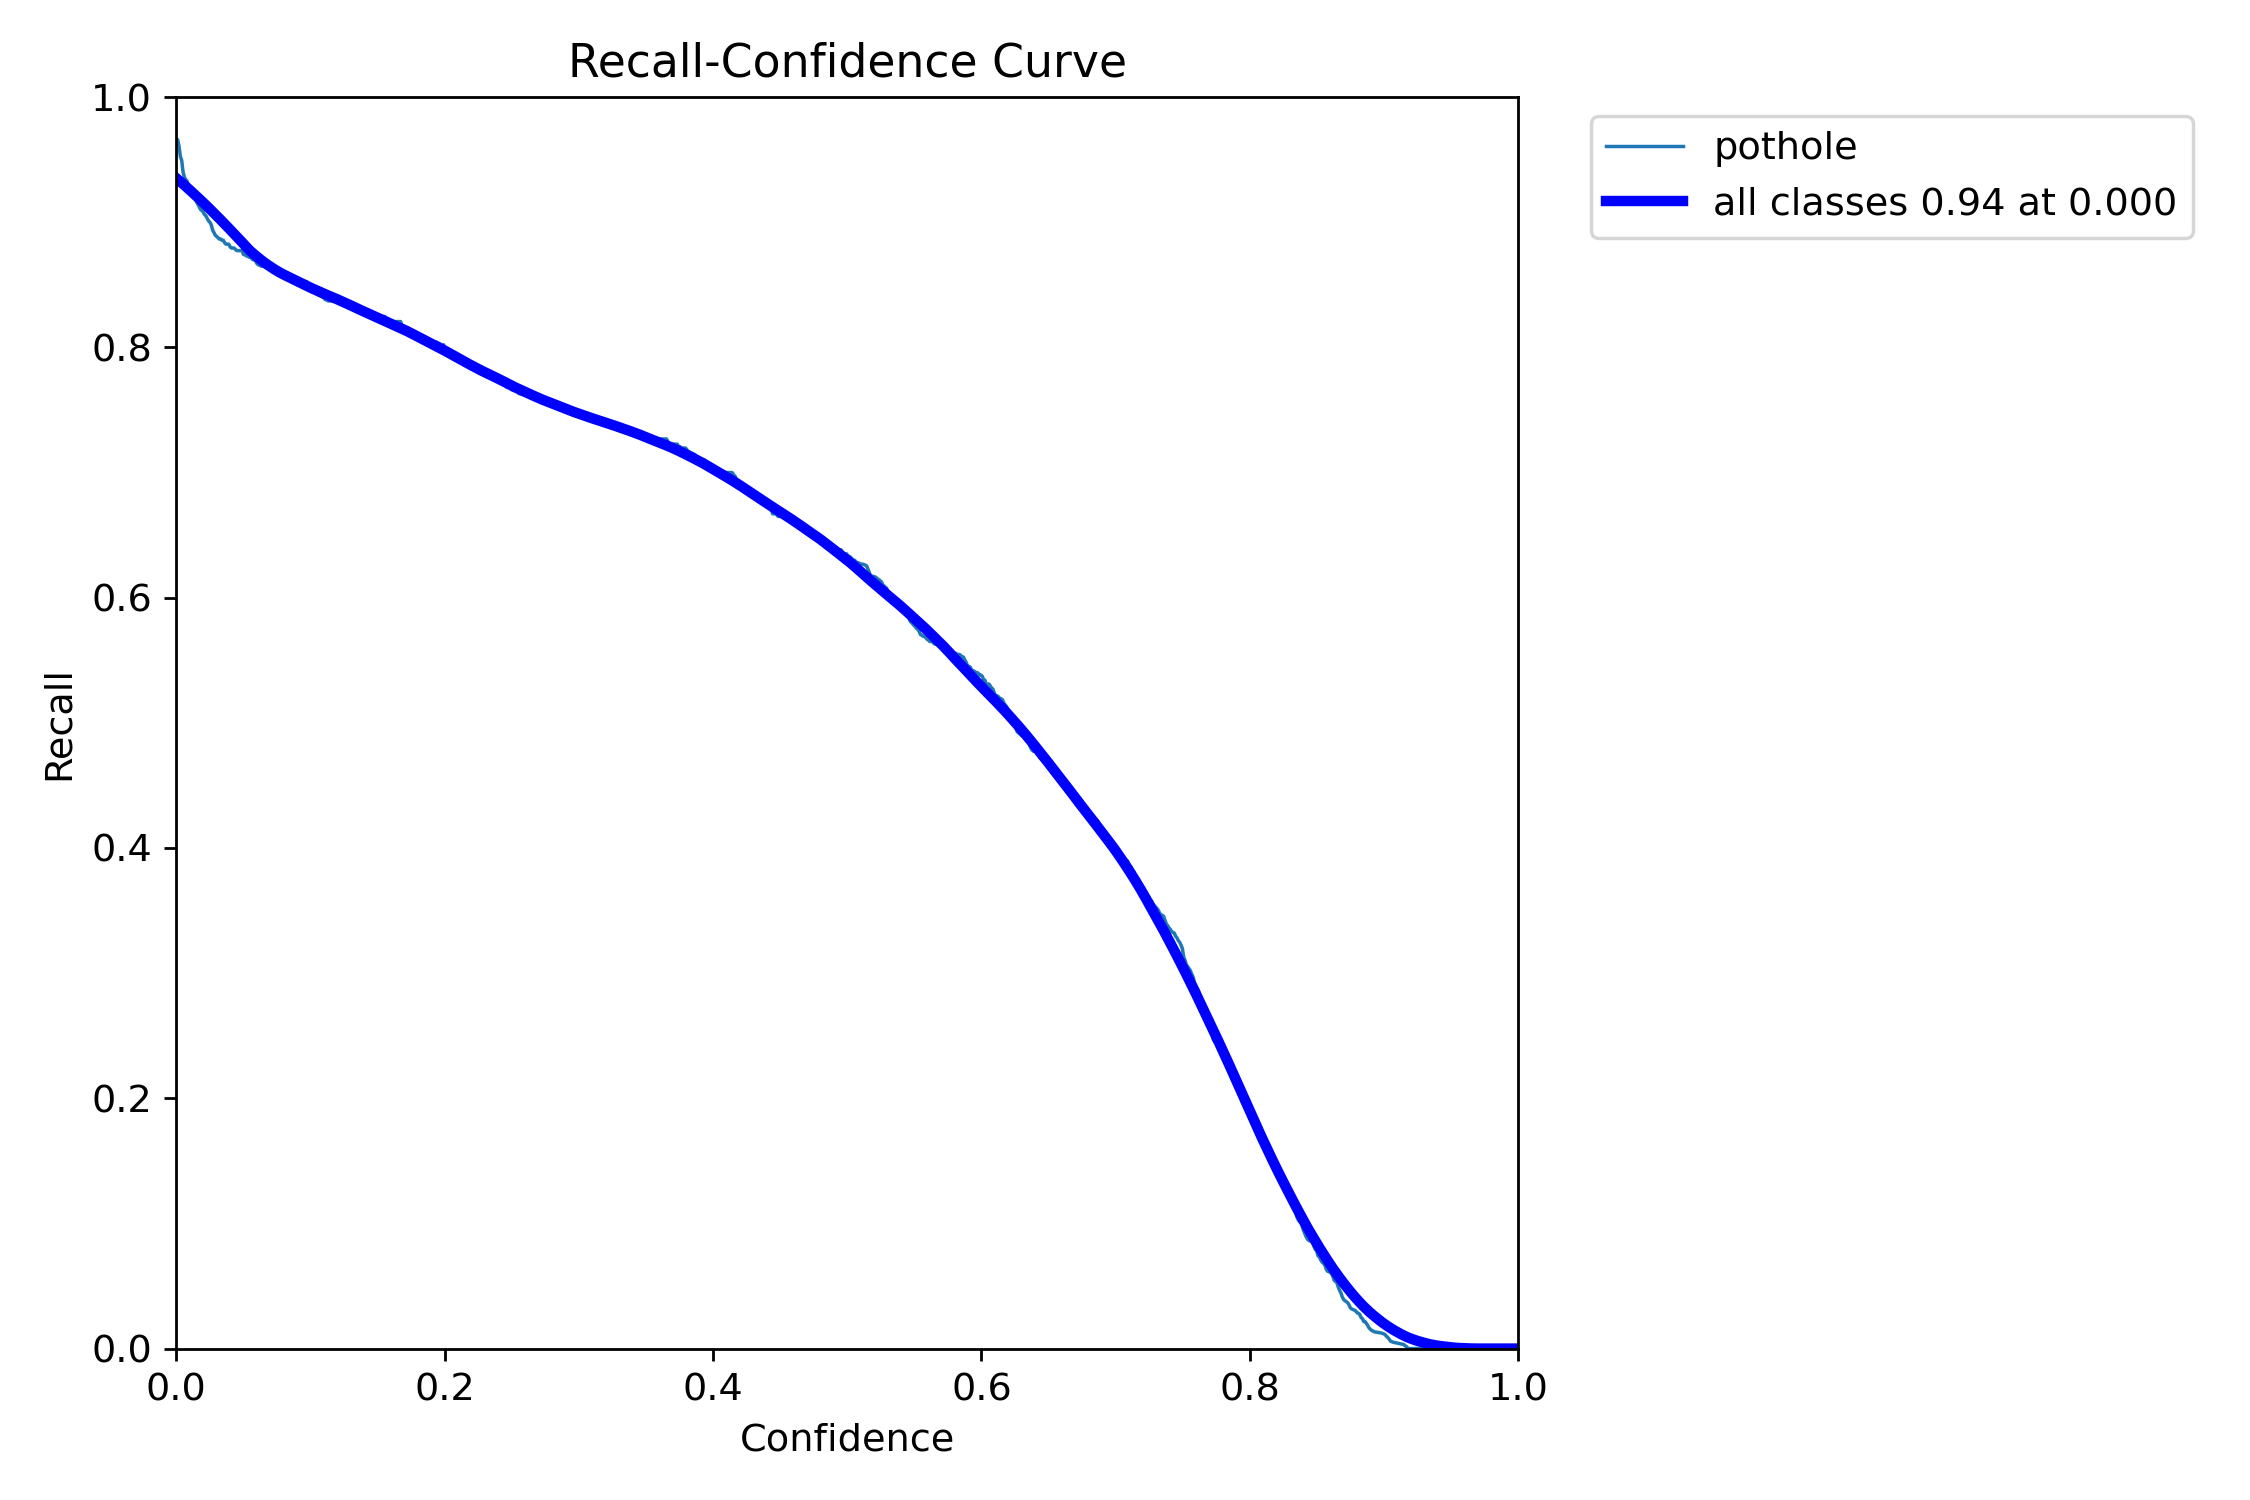 Recall-Confidence Curve
1.0
0.8
0.6
0.4
0.2
0.0
Recall
0.0 0.2 0.4 0.6 0.8 1.0
Confidence
pothole
all classes 0.94 at 0.000